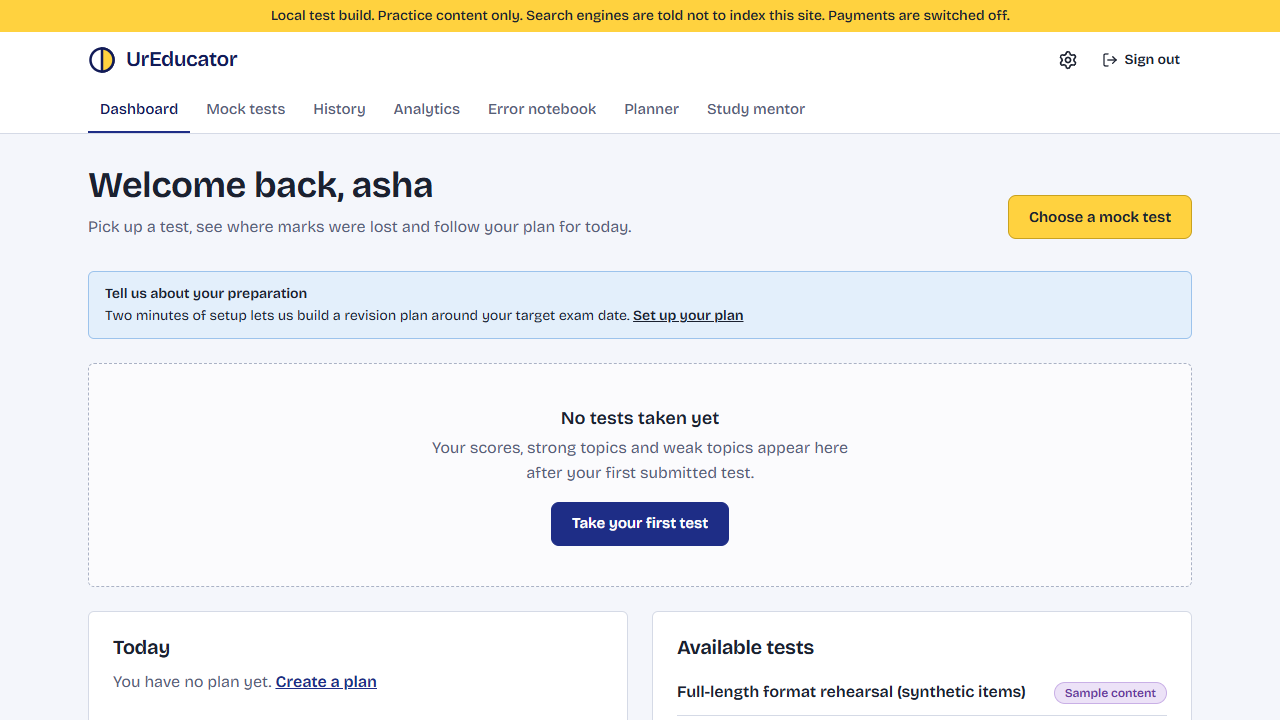 Local test build. Practice content only. Search engines are told not to index this site. Payments are switched off.
UrEducator
Sign out
Dashboard
Mock tests
History
Analytics
Error notebook
Planner
Study mentor
Welcome back, asha
Pick up a test, see where marks were lost and follow your plan for today.
Choose a mock test
Tell us about your preparation
Two minutes of setup lets us build a revision plan around your target exam date. Set up your plan
No tests taken yet
Your scores, strong topics and weak topics appear here
after your first submitted test.
Take your first test
Today
You have no plan yet. Create a plan
Available tests
Full-length format rehearsal (synthetic items)
Sample content